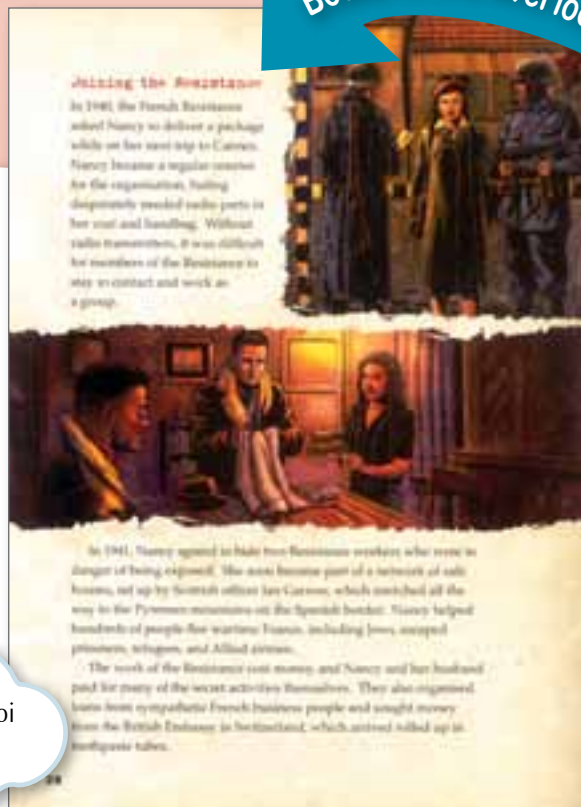 Joining the Resistance
In 1940, the French Resistance
asked Nancy to deliver a package
while on her next trip to Cannes.
Nancy became a regular courier
for the organisation, hiding
desperately needed radio parts in
her coat and handbag. Without
radio transmitters, it was difficult
for members of the Resistance to
stay in contact and work as
a group.
In 1941, Nancy agreed to hide two Resistance workers who were in
danger of being exposed. She soon became part of a network of safe
houses, set up by Scottish officer Ian Garrow, which stretched all the
way to the Pyrenees mountains on the Spanish border. Nancy helped
hundreds of people flee wartime France, including Jews, escaped
prisoners, refugees, and Allied airmen.
The work of the Resistance cost money, and Nancy and her husband
paid for many of the secret activities themselves. They also organised
loans from sympathetic French business people and sought money
from the British Embassy in Switzerland, which arrived rolled up in
toothpaste tubes.